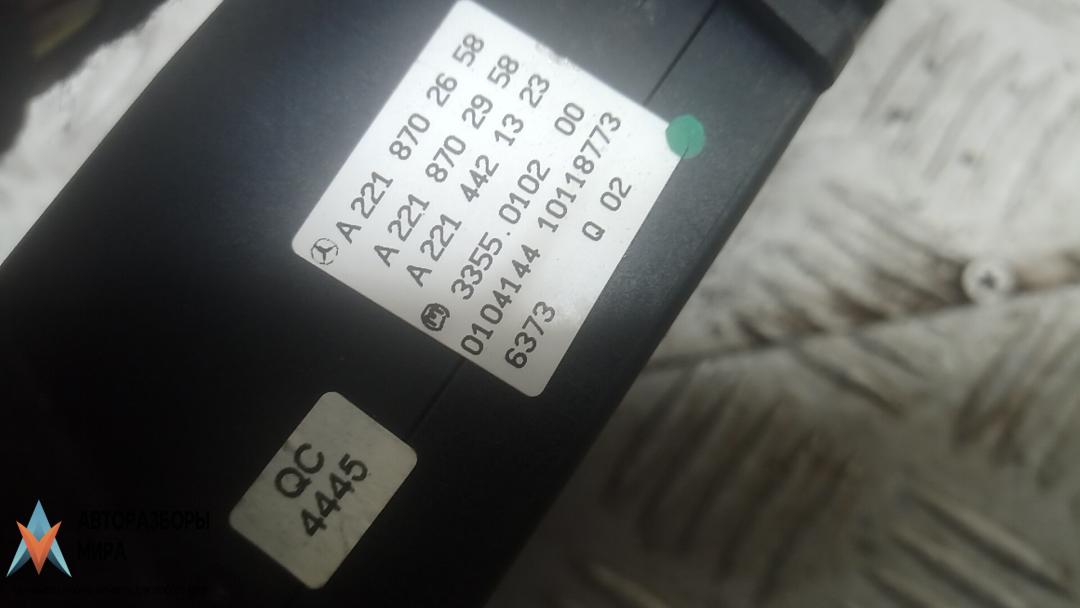 A 221 870 26 58
A 221 870 29 58
A 221 442 13 23
3355.0102 00
0104144 10118773
6373 Q 02
QC
4445
АВТОРАЗБОРЫ
МИРА